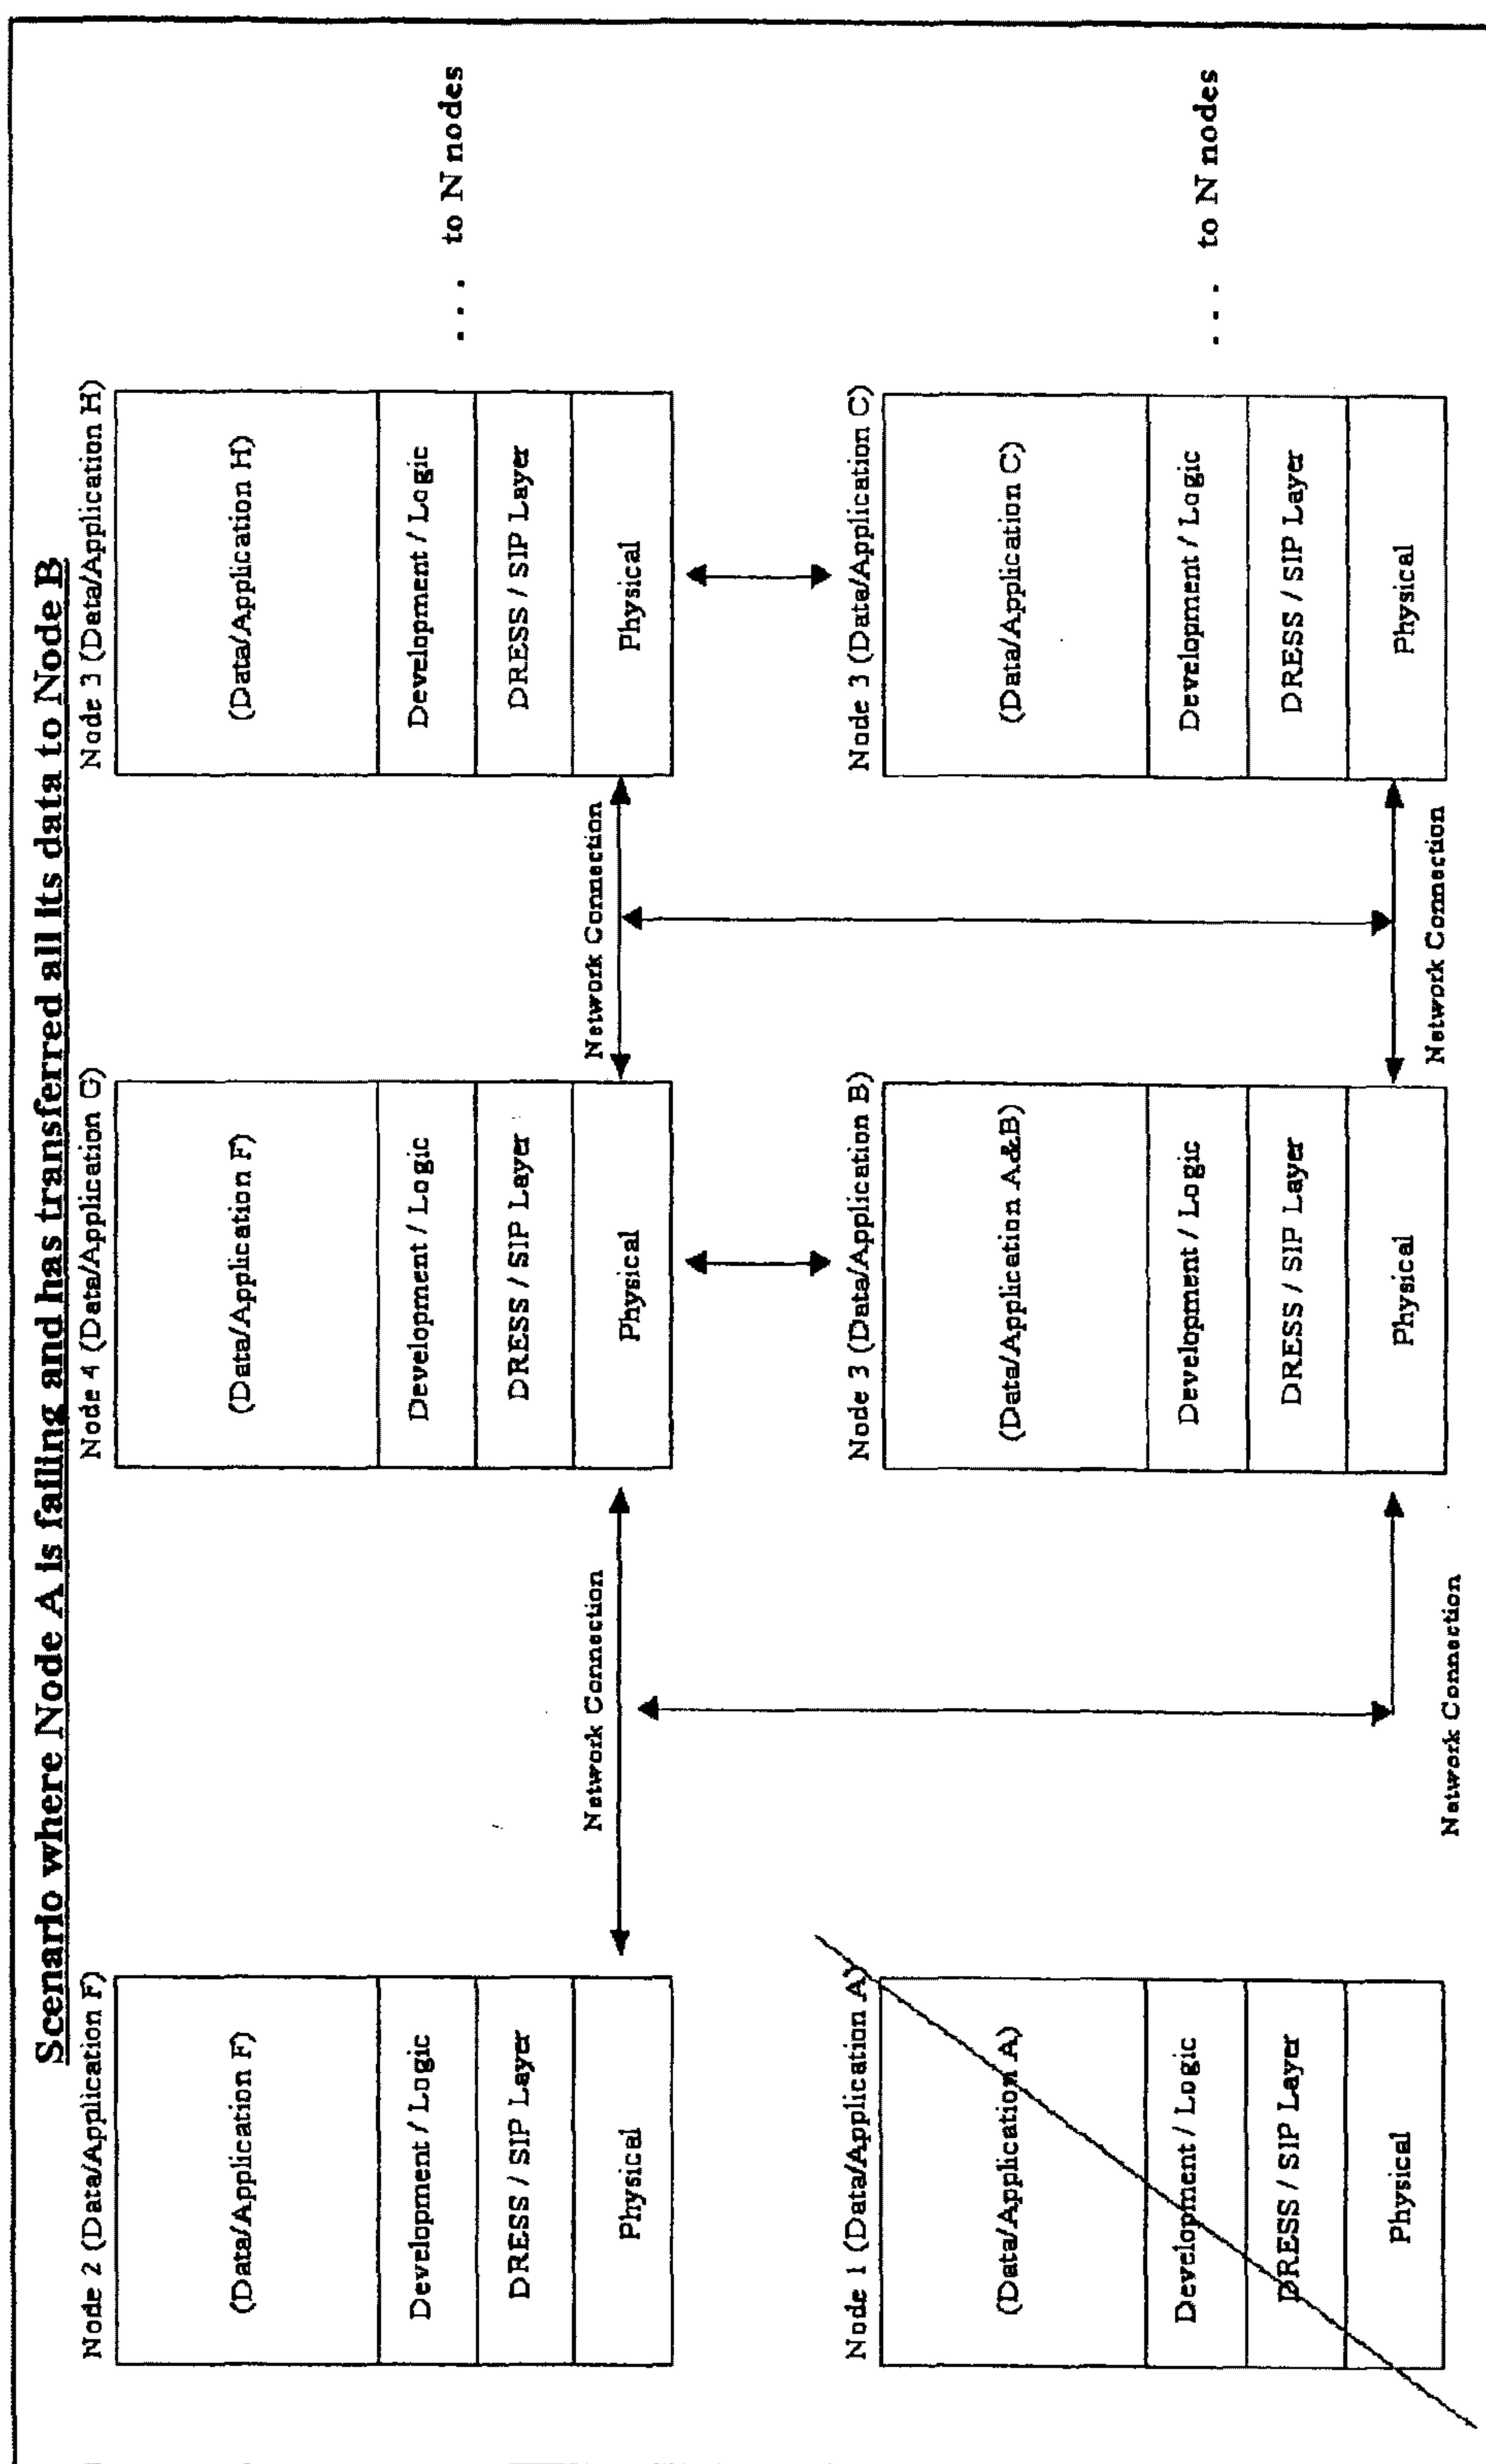 Scenario where Node A is failing and has transferred all its data to Node B
Node 2 (Data/Application F)
(Data/Application F)
Development / Logic
DRESS / SIP Layer
Physical
Network Connection
Node 4 (Data/Application G)
(Data/Application F)
Development / Logic
DRESS / SIP Layer
Physical
Network Connection
Node 3 (Data/Application H)
(Data/Application H)
Development / Logic
DRESS / SIP Layer
Physical
... to N nodes
Node 1 (Data/Application A)
(Data/Application A)
Development / Logic
DRESS / SIP Layer
Physical
Network Connection
Node 3 (Data/Application B)
(Data/Application A&B)
Development / Logic
DRESS / SIP Layer
Physical
Network Connection
Node 3 (Data/Application C)
(Data/Application C)
Development / Logic
DRESS / SIP Layer
Physical
... to N nodes